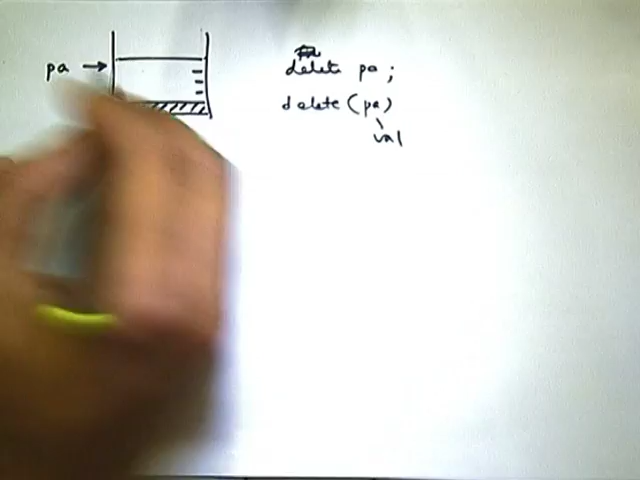 pa →
delete pa ;
delete (pa)
val